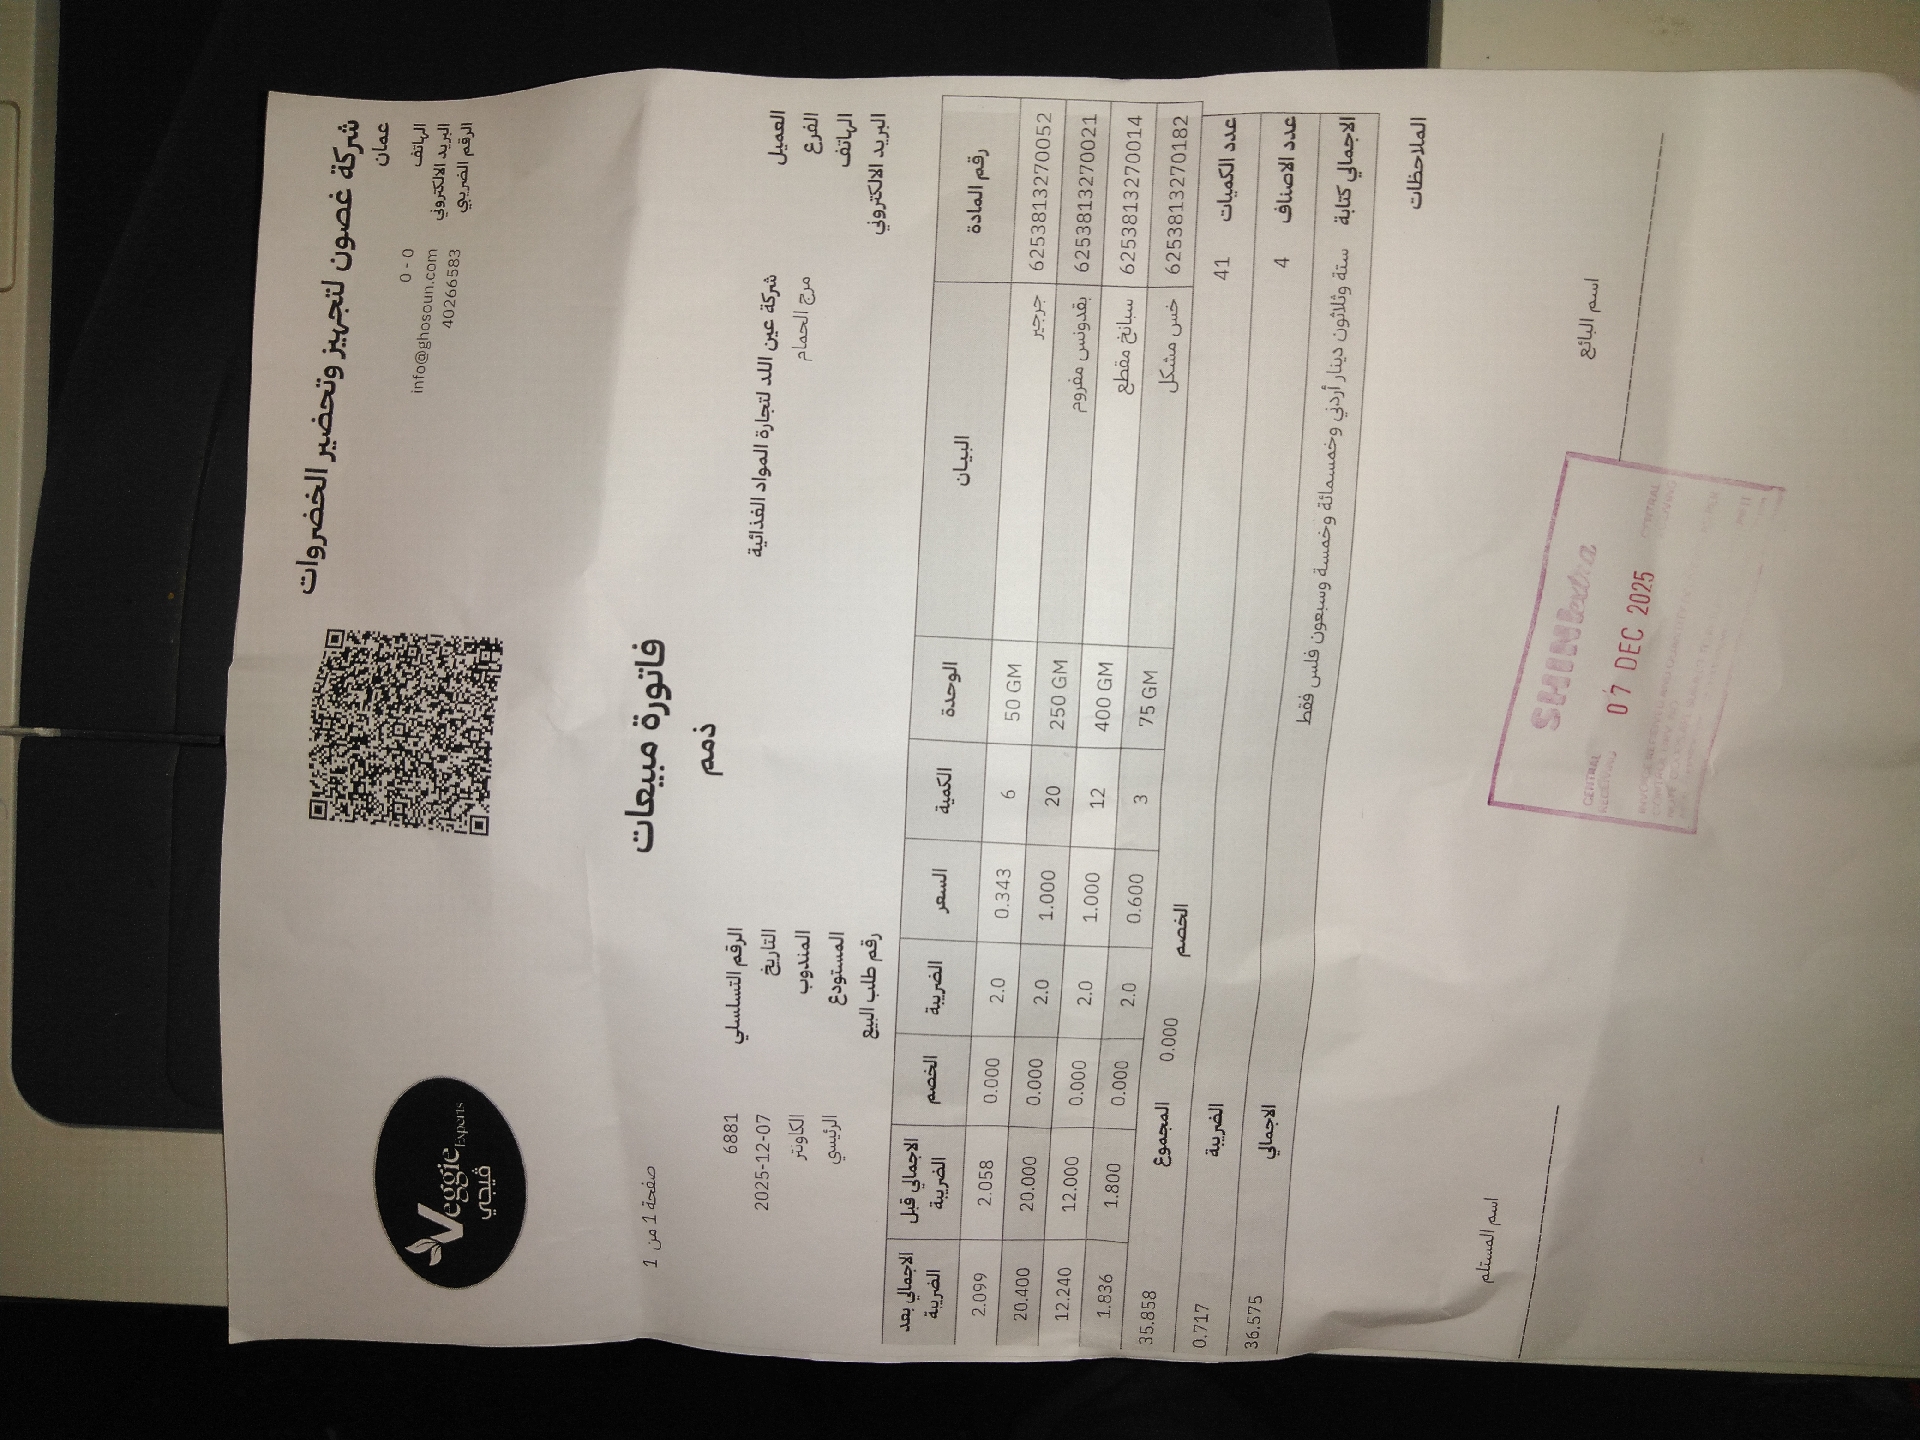 شركة غصون لتجهيز وتحضير الخضروات
عمان
الهاتف 0 - 0
البريد الالكتروني info@ghosoun.com
الرقم الضريبي 40266583
Veggie Experts
ڤيجي
فاتورة مبيعات
صفحة 1 من 1
ذمم
العميل شركة عين اللد لتجارة المواد الغذائية
الفرع مرج الحمام
الهاتف
البريد الالكتروني
الرقم التسلسلي 6881
التاريخ 2025-12-07
المندوب الكاونتر
المستودع الرئيسي
رقم طلب البيع
رقم المادة البيان الوحدة الكمية السعر الضريبة الخصم الاجمالي قبل الضريبة الاجمالي بعد الضريبة
6253813270052 جرجير 50 GM 6 0.343 2.0 0.000 2.058 2.099
6253813270021 بقدونس مفروم 250 GM 20 1.000 2.0 0.000 20.000 20.400
6253813270014 سبانخ مقطع 400 GM 12 1.000 2.0 0.000 12.000 12.240
6253813270182 خس مشكل 75 GM 3 0.600 2.0 0.000 1.800 1.836
عدد الكميات 41 الخصم 0.000 المجموع 35.858
عدد الاصناف 4 الضريبة 0.717
الاجمالي كتابة ستة وثلاثون دينار أردني وخمسمائة وخمسة وسبعون فلس فقط الاجمالي 36.575
الملاحظات
اسم البائع
اسم المستلم
SHINE extra
CENTRAL
RECEIVING
07 DEC 2025